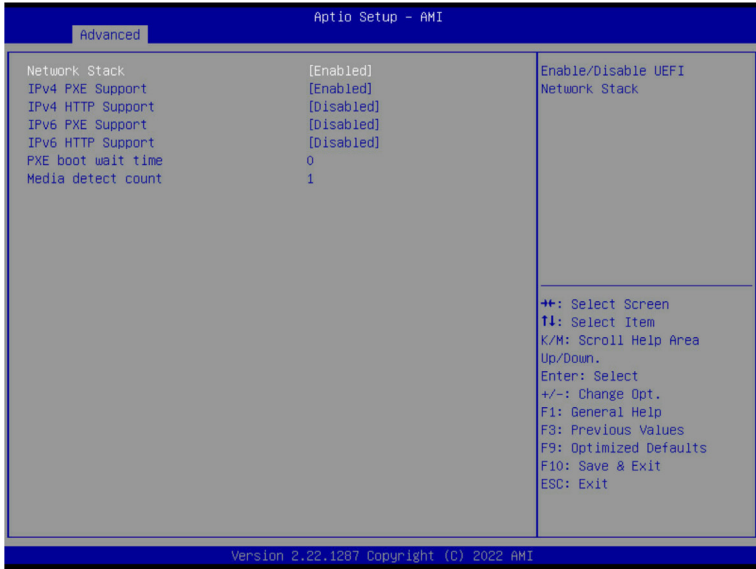 Aptio Setup – AMI
Advanced
Network Stack [Enabled]
IPv4 PXE Support [Enabled]
IPv4 HTTP Support [Disabled]
IPv6 PXE Support [Disabled]
IPv6 HTTP Support [Disabled]
PXE boot wait time 0
Media detect count 1
Enable/Disable UEFI
Network Stack
→←: Select Screen
↑↓: Select Item
K/M: Scroll Help Area
Up/Down.
Enter: Select
+/-: Change Opt.
F1: General Help
F3: Previous Values
F9: Optimized Defaults
F10: Save & Exit
ESC: Exit
Version 2.22.1287 Copyright (C) 2022 AMI